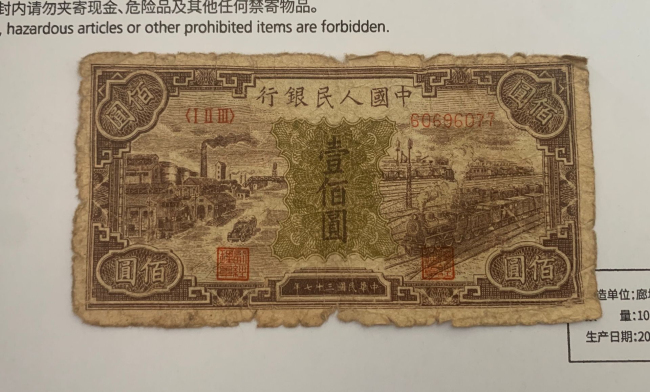 封内请勿夹寄现金、危险品及其他任何禁寄物品。
, hazardous articles or other prohibited items are forbidden.
行銀民人國中
圓佰
佰圓
(I II III)
60696077
壹佰圓
圓佰
佰圓
年七十三國民華中
造单位:廊
量:10
生产日期:20